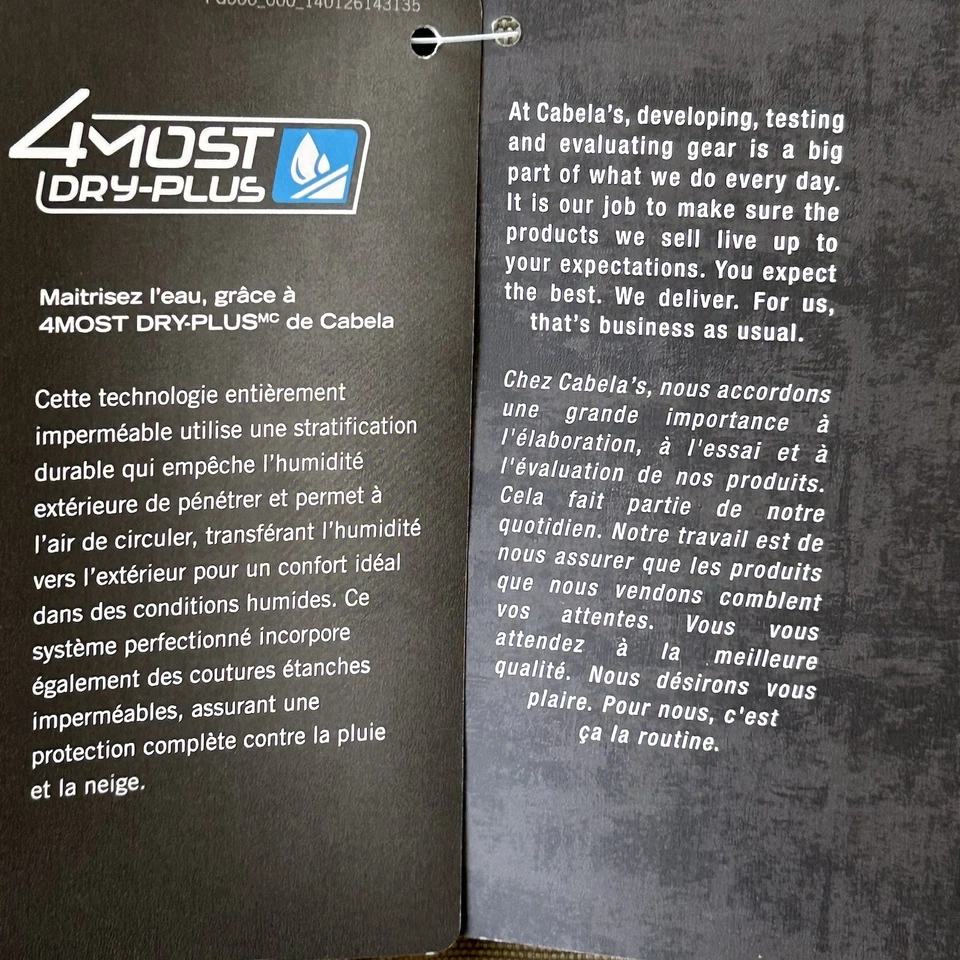 4MOST
DRY-PLUS
Maitrisez l'eau, grâce à
4MOST DRY-PLUSᴹᶜ de Cabela
Cette technologie entièrement
imperméable utilise une stratification
durable qui empêche l'humidité
extérieure de pénétrer et permet à
l'air de circuler, transférant l'humidité
vers l'extérieur pour un confort idéal
dans des conditions humides. Ce
système perfectionné incorpore
également des coutures étanches
imperméables, assurant une
protection complète contre la pluie
et la neige.
At Cabela's, developing, testing
and evaluating gear is a big
part of what we do every day.
It is our job to make sure the
products we sell live up to
your expectations. You expect
the best. We deliver. For us,
that's business as usual.
Chez Cabela's, nous accordons
une grande importance à
l'élaboration, à l'essai et à
l'évaluation de nos produits.
Cela fait partie de notre
quotidien. Notre travail est de
nous assurer que les produits
que nous vendons comblent
vos attentes. Vous vous
attendez à la meilleure
qualité. Nous désirons vous
plaire. Pour nous, c'est
ça la routine.